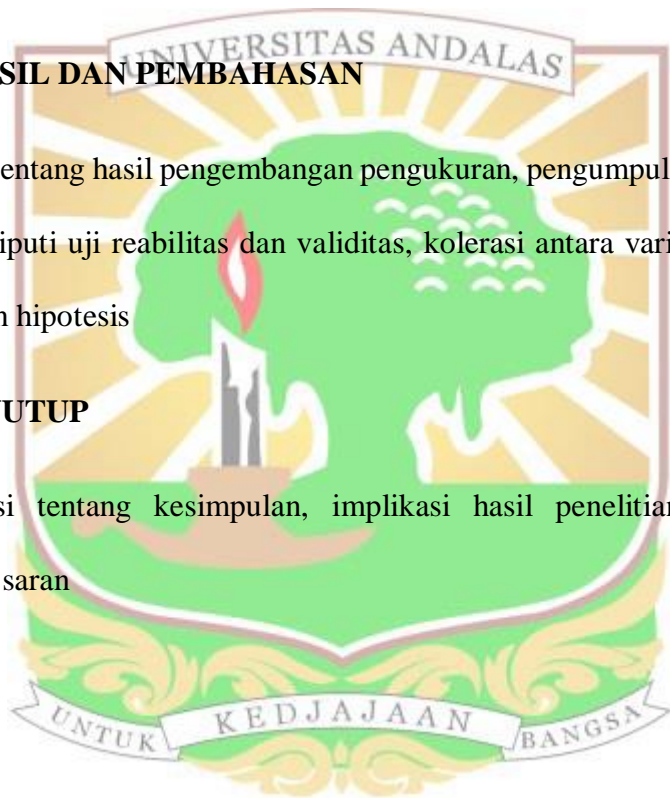 UNIVERSITAS ANDALAS
SIL DAN PEMBAHASAN
entang hasil pengembangan pengukuran, pengumpul
iputi uji reabilitas dan validitas, kolerasi antara vari
n hipotesis
UTUP
si tentang kesimpulan, implikasi hasil penelitian
saran
UNTUK KEDJAJAAN BANGSA